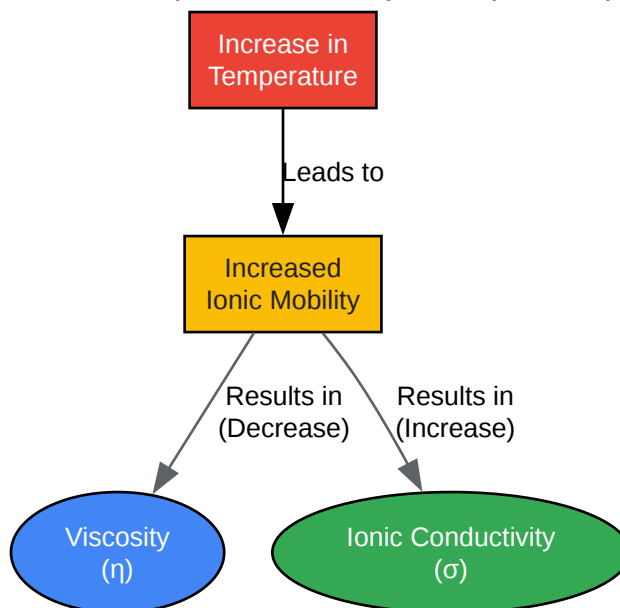 Increase in
Temperature
Leads to
Increased
Ionic Mobility
Results in
(Decrease)
Results in
(Increase)
Viscosity
(η)
Ionic Conductivity
(σ)